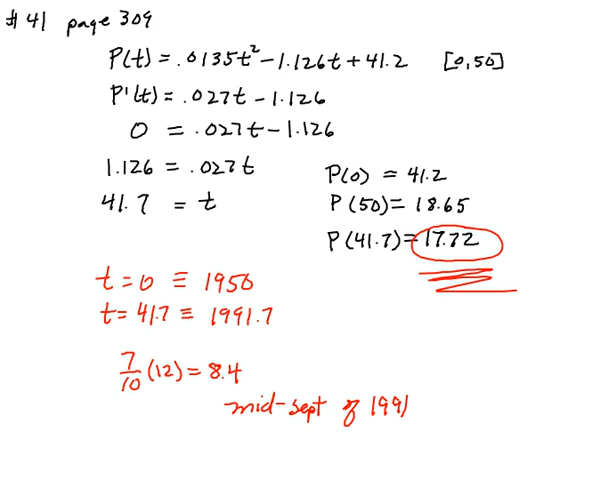 # 41 page 309
P(t) = .0135t² - 1.126t + 41.2 [0,50]
P'(t) = .027t - 1.126
0 = .027t - 1.126
1.126 = .027t
41.7 = t
P(0) = 41.2
P(50) = 18.65
P(41.7) = 17.72
t = 0 ≡ 1950
t = 41.7 ≡ 1991.7
7/10 (12) = 8.4
mid-sept of 1991